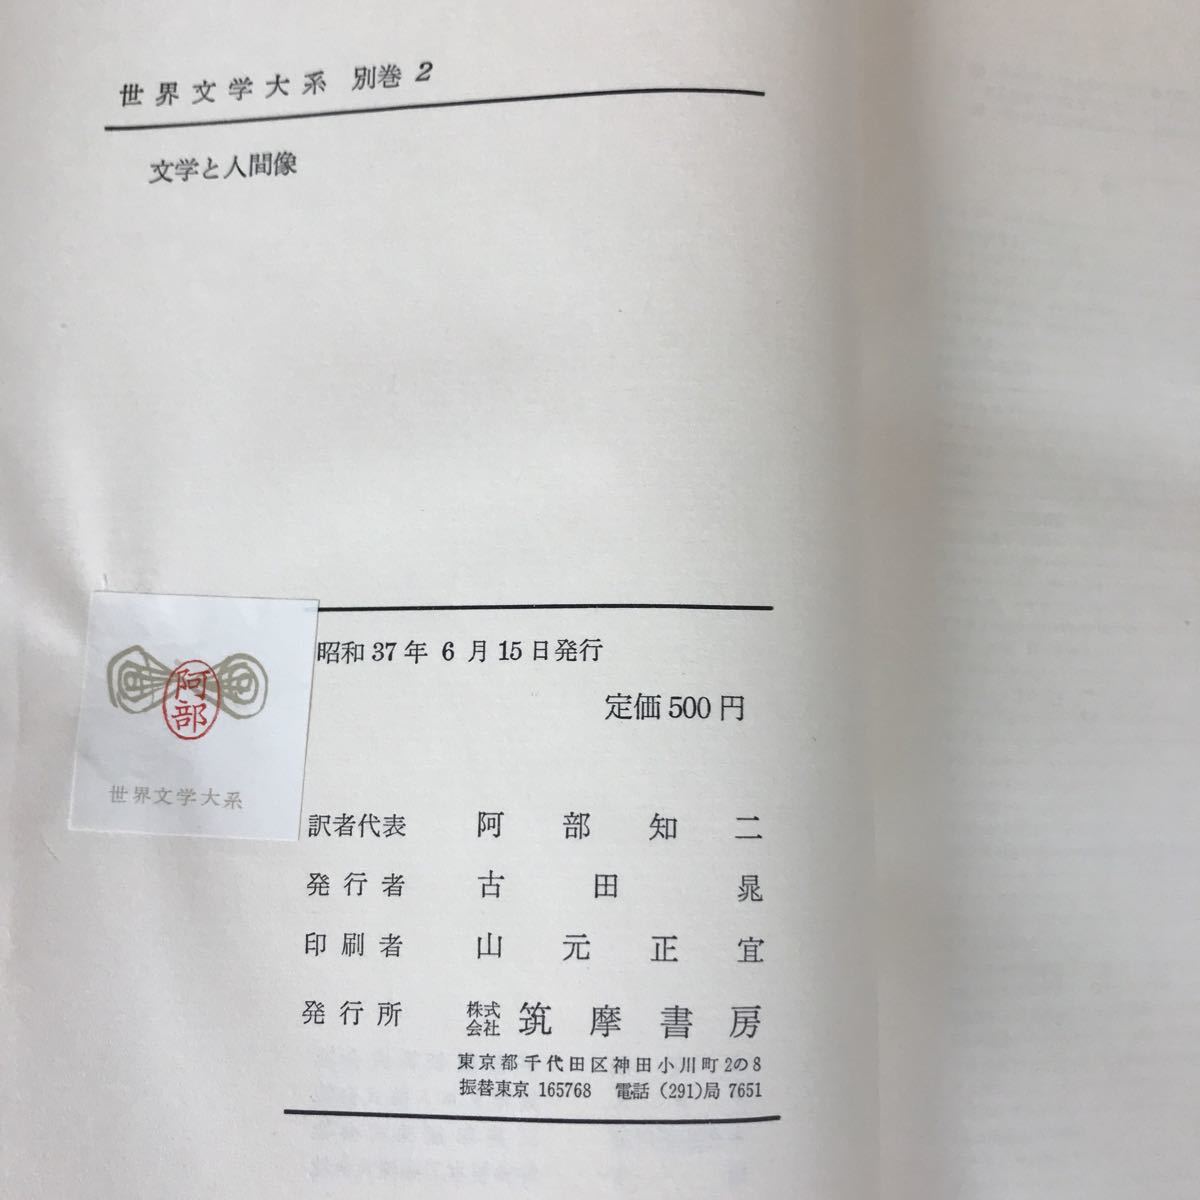 世界文学大系 別巻 2
文学と人間像
昭和37年 6 月 15 日発行
定価 500 円
阿部
世界文学大系
訳者代表 阿部知二
発行者 古田晁
印刷者 山元正宜
発行所 株式会社 筑摩書房
東京都千代田区神田小川町2の8
振替東京 165768 電話 (291)局 7651